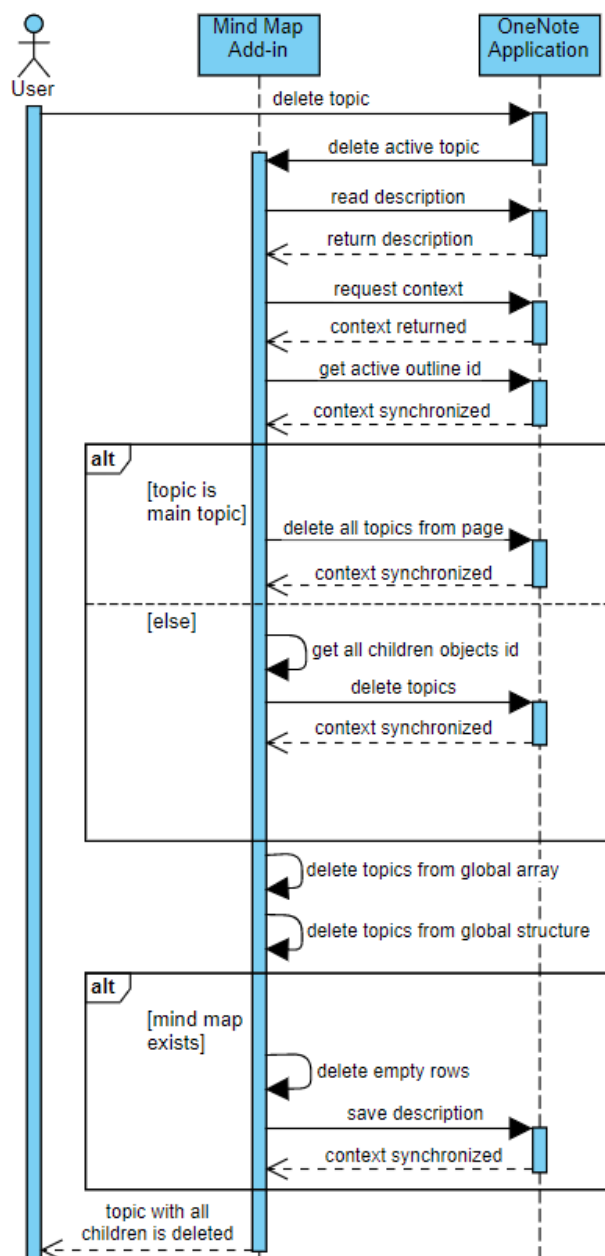 Mind Map
Add-in
OneNote
Application
User
delete topic
delete active topic
read description
return description
request context
context returned
get active outline id
context synchronized
alt
[topic is
main topic]
delete all topics from page
context synchronized
[else]
get all children objects id
delete topics
context synchronized
delete topics from global array
delete topics from global structure
alt
[mind map
exists]
delete empty rows
save description
context synchronized
topic with all
children is deleted